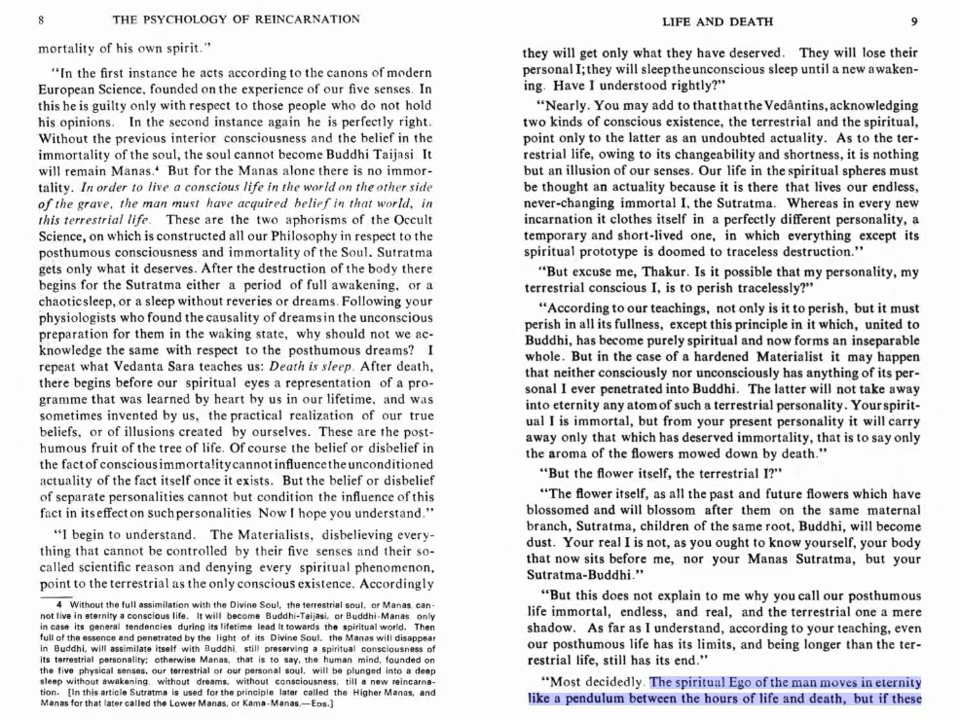 8 THE PSYCHOLOGY OF REINCARNATION
mortality of his own spirit."
"In the first instance he acts according to the canons of modern
European Science, founded on the experience of our five senses. In
this he is guilty only with respect to those people who do not hold
his opinions. In the second instance again he is perfectly right.
Without the previous interior consciousness and the belief in the
immortality of the soul, the soul cannot become Buddhi Taijasi It
will remain Manas.⁴ But for the Manas alone there is no immor-
tality. In order to live a conscious life in the world on the other side
of the grave, the man must have acquired belief in that world, in
this terrestrial life. These are the two aphorisms of the Occult
Science, on which is constructed all our Philosophy in respect to the
posthumous consciousness and immortality of the Soul. Sutratma
gets only what it deserves. After the destruction of the body there
begins for the Sutratma either a period of full awakening, or a
chaotic sleep, or a sleep without reveries or dreams. Following your
physiologists who found the causality of dreams in the unconscious
preparation for them in the waking state, why should not we ac-
knowledge the same with respect to the posthumous dreams? I
repeat what Vedanta Sara teaches us: Death is sleep. After death,
there begins before our spiritual eyes a representation of a pro-
gramme that was learned by heart by us in our lifetime, and was
sometimes invented by us, the practical realization of our true
beliefs, or of illusions created by ourselves. These are the post-
humous fruit of the tree of life. Of course the belief or disbelief in
the fact of conscious immortality cannot influence the unconditioned
actuality of the fact itself once it exists. But the belief or disbelief
of separate personalities cannot but condition the influence of this
fact in its effect on such personalities Now I hope you understand."
"I begin to understand. The Materialists, disbelieving every-
thing that cannot be controlled by their five senses and their so-
called scientific reason and denying every spiritual phenomenon,
point to the terrestrial as the only conscious existence. Accordingly
4 Without the full assimilation with the Divine Soul, the terrestrial soul, or Manas. can-
not live in eternity a conscious life. It will become Buddhi-Taijasi, or Buddhi-Manas only
in case its general tendencies during its lifetime lead it towards the spiritual world. Then
full of the essence and penetrated by the light of its Divine Soul, the Manas will disappear
in Buddhi, will assimilate itself with Buddhi. still preserving a spiritual consciousness of
its terrestrial personality; otherwise Manas, that is to say, the human mind, founded on
the five physical senses, our terrestrial or our personal soul. will be plunged into a deep
sleep without awakening. without dreams, without consciousness, till a new reincarna-
tion. [In this article Sutratma is used for the principle later called the Higher Manas, and
Manas for that later called the Lower Manas, or Kama-Manas.—EDS.]
LIFE AND DEATH 9
they will get only what they have deserved. They will lose their
personal I; they will sleep the unconscious sleep until a new awaken-
ing. Have I understood rightly?"
"Nearly. You may add to that that the Vedântins, acknowledging
two kinds of conscious existence, the terrestrial and the spiritual,
point only to the latter as an undoubted actuality. As to the ter-
restrial life, owing to its changeability and shortness, it is nothing
but an illusion of our senses. Our life in the spiritual spheres must
be thought an actuality because it is there that lives our endless,
never-changing immortal I, the Sutratma. Whereas in every new
incarnation it clothes itself in a perfectly different personality, a
temporary and short-lived one, in which everything except its
spiritual prototype is doomed to traceless destruction."
"But excuse me, Thakur. Is it possible that my personality, my
terrestrial conscious I, is to perish tracelessly?"
"According to our teachings, not only is it to perish, but it must
perish in all its fullness, except this principle in it which, united to
Buddhi, has become purely spiritual and now forms an inseparable
whole. But in the case of a hardened Materialist it may happen
that neither consciously nor unconsciously has anything of its per-
sonal I ever penetrated into Buddhi. The latter will not take away
into eternity any atom of such a terrestrial personality. Your spirit-
ual I is immortal, but from your present personality it will carry
away only that which has deserved immortality, that is to say only
the aroma of the flowers mowed down by death."
"But the flower itself, the terrestrial I?"
"The flower itself, as all the past and future flowers which have
blossomed and will blossom after them on the same maternal
branch, Sutratma, children of the same root, Buddhi, will become
dust. Your real I is not, as you ought to know yourself, your body
that now sits before me, nor your Manas Sutratma, but your
Sutratma-Buddhi."
"But this does not explain to me why you call our posthumous
life immortal, endless, and real, and the terrestrial one a mere
shadow. As far as I understand, according to your teaching, even
our posthumous life has its limits, and being longer than the ter-
restrial life, still has its end."
"Most decidedly. The spiritual Ego of the man moves in eternity
like a pendulum between the hours of life and death, but if these